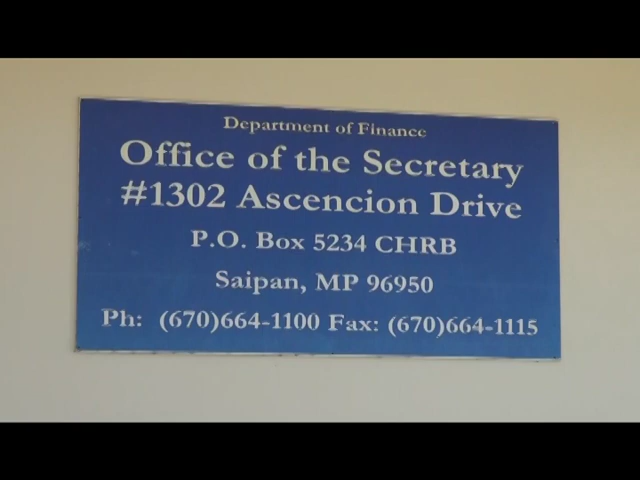 Department of Finance
Office of the Secretary
#1302 Ascencion Drive
P.O. Box 5234 CHRB
Saipan, MP 96950
Ph: (670)664-1100 Fax: (670)664-1115